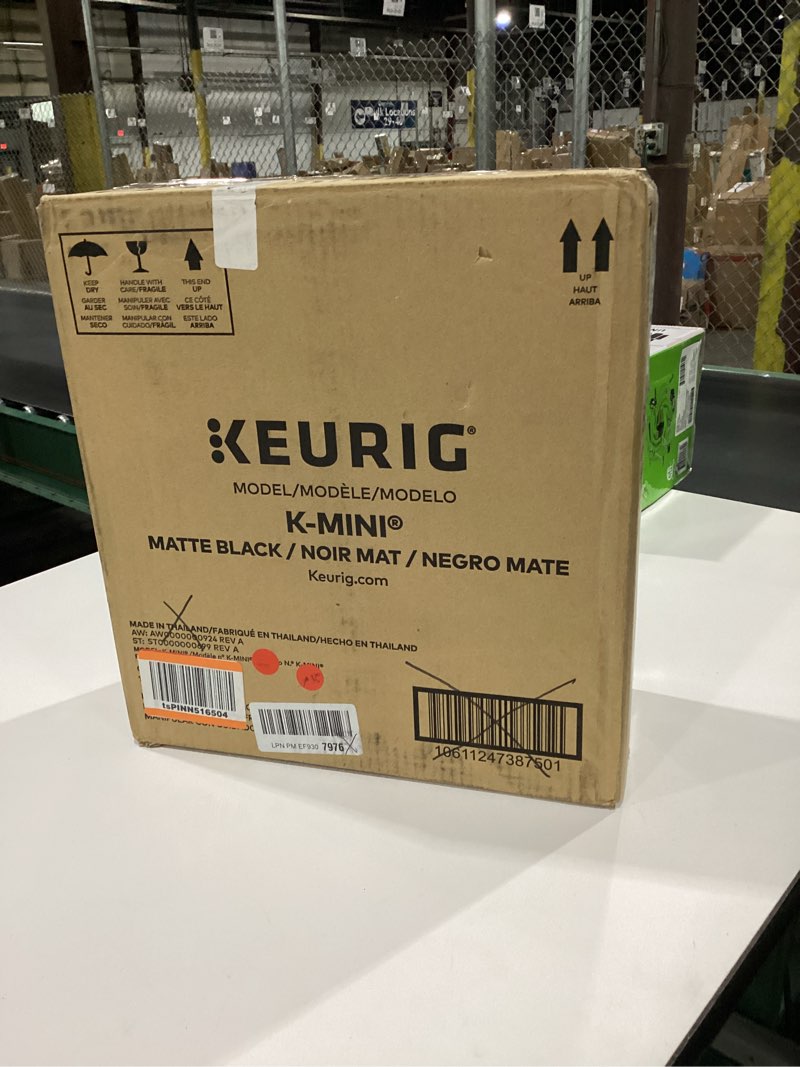 KEEP DRY
HANDLE WITH CARE/FRAGILE
THIS END UP
GARDER AU SEC
MANIPULER AVEC SOIN/FRAGILE
CE CÔTÉ VERS LE HAUT
MANTENER SECO
MANIPULAR CON CUIDADO/FRÁGIL
ESTE LADO ARRIBA
UP
HAUT
ARRIBA
KEURIG®
MODEL/MODÈLE/MODELO
K-MINI®
MATTE BLACK / NOIR MAT / NEGRO MATE
Keurig.com
MADE IN THAILAND/FABRIQUÉ EN THAILAND/HECHO EN THAILAND
AW: AW0000000924 REV A
REV A
tsPINN516504
LPN PM EF930 7976
10611247387501